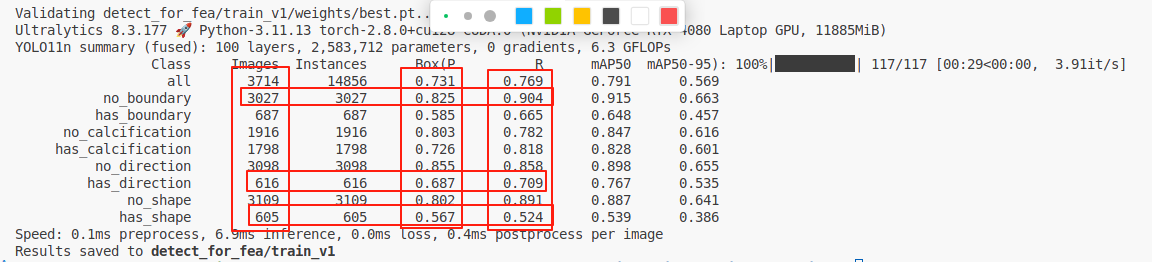 Validating detect_for_fea/train_v1/weights/best.pt..
Ultralytics 8.3.177 🚀 Python-3.11.13 torch-2.8.0+cu128 4080 Laptop GPU, 11885MiB)
YOLO11n summary (fused): 100 layers, 2,583,712 parameters, 0 gradients, 6.3 GFLOPs
Class Images Instances Box(P R mAP50 mAP50-95): 100%|██████████| 117/117 [00:29<00:00, 3.91it/s]
all 3714 14856 0.731 0.769 0.791 0.569
no_boundary 3027 3027 0.825 0.904 0.915 0.663
has_boundary 687 687 0.585 0.665 0.648 0.457
no_calcification 1916 1916 0.803 0.782 0.847 0.616
has_calcification 1798 1798 0.726 0.818 0.828 0.601
no_direction 3098 3098 0.855 0.858 0.898 0.655
has_direction 616 616 0.687 0.709 0.767 0.535
no_shape 3109 3109 0.802 0.891 0.887 0.641
has_shape 605 605 0.567 0.524 0.539 0.386
Speed: 0.1ms preprocess, 6.9ms inference, 0.0ms loss, 0.4ms postprocess per image
Results saved to detect_for_fea/train_v1